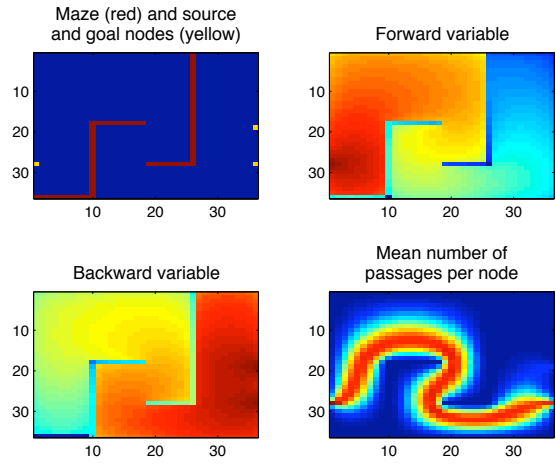 Maze (red) and source
and goal nodes (yellow)
10
20
30
10 20 30
Forward variable
10
20
30
10 20 30
Backward variable
10
20
30
10 20 30
Mean number of
passages per node
10
20
30
10 20 30